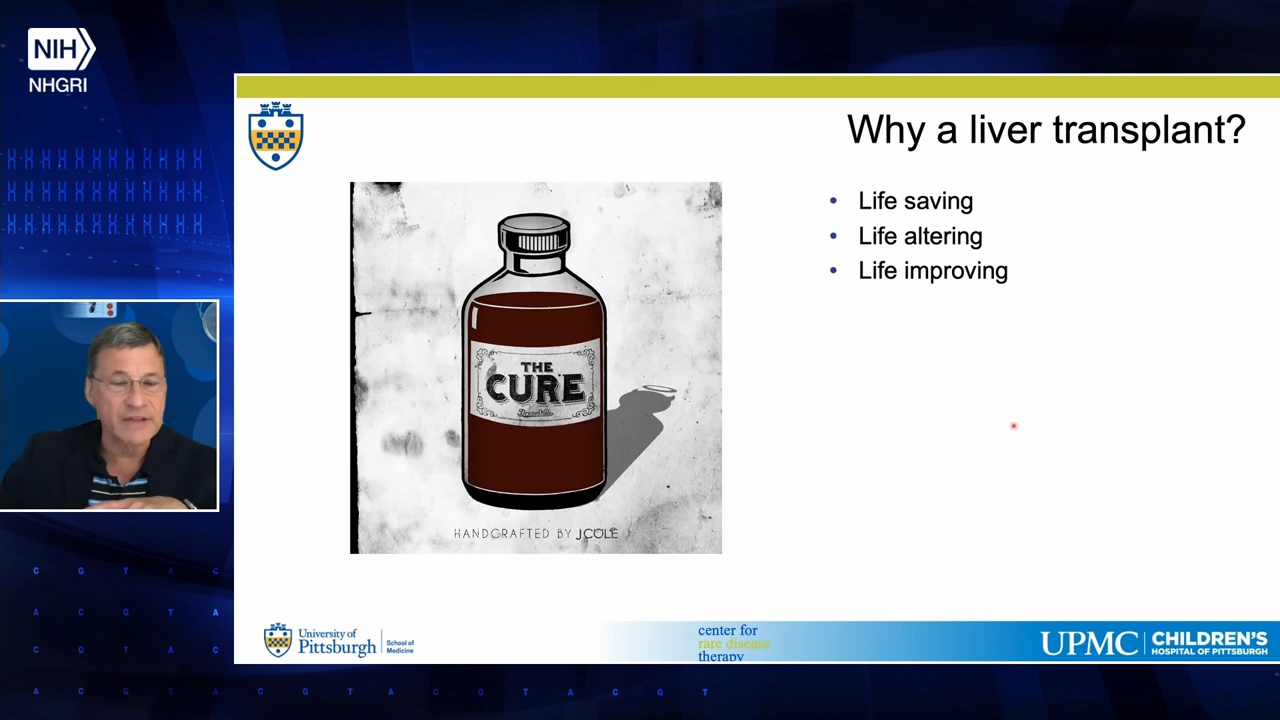 NIH
NHGRI
Why a liver transplant?
• Life saving
• Life altering
• Life improving
THE
CURE
HANDCRAFTED BY JCOLE
University of
Pittsburgh
School of
Medicine
center for
rare disease
therapy
UPMC
CHILDREN'S
HOSPITAL OF PITTSBURGH
C G T A C
A C G T A
C G T A C
A C G T A C G T A C G T A C G T